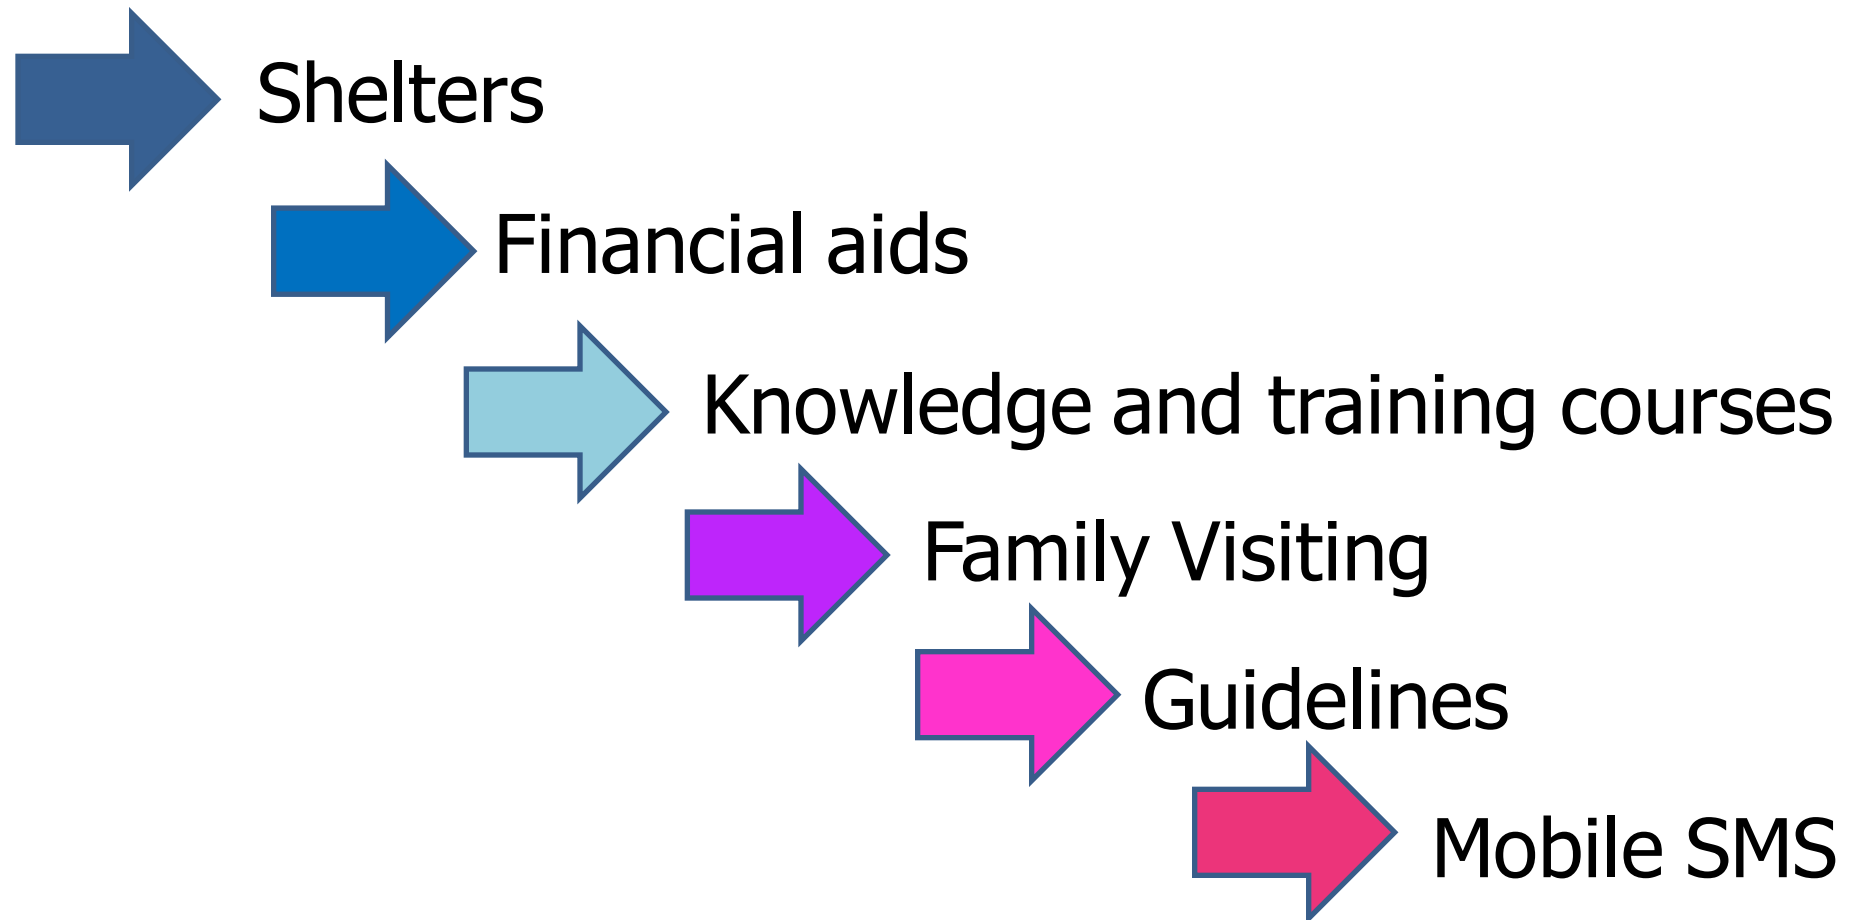 Shelters
Financial aids
Knowledge and training courses
Family Visiting
Guidelines
Mobile SMS